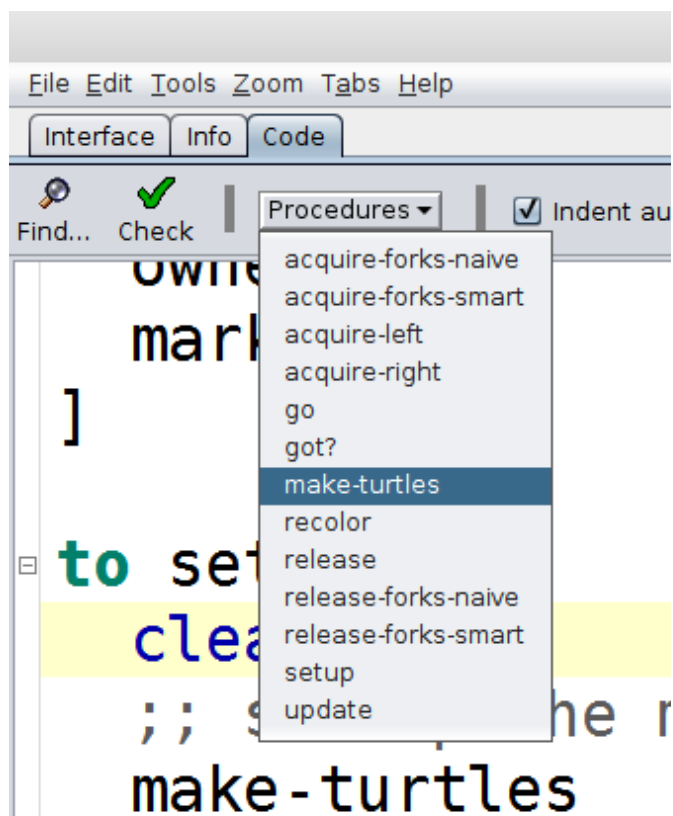 File Edit Tools Zoom Tabs Help
Interface Info Code
Find... Check Procedures Indent au
acquire-forks-naive
acquire-forks-smart
acquire-left
acquire-right
go
got?
make-turtles
recolor
release
release-forks-naive
release-forks-smart
setup
update
]
to
;;
make-turtles